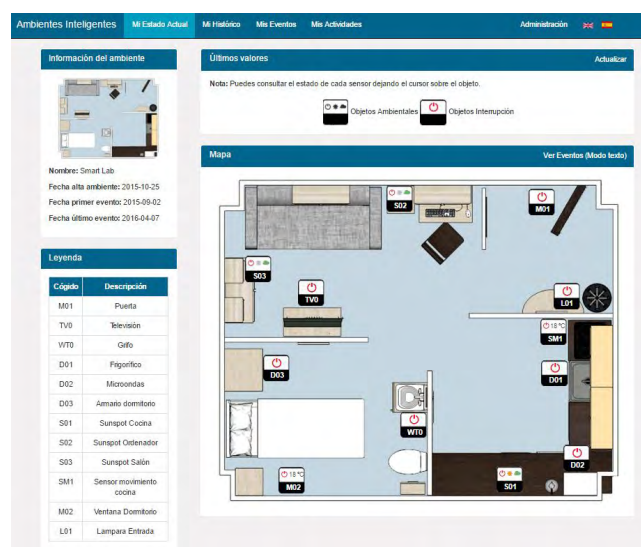 Ambientes Inteligentes Mi Estado Actual Mi Histórico Mis Eventos Mis Actividades Administración
Información del ambiente
Nombre: Smart Lab
Fecha alta ambiente: 2015-10-25
Fecha primer evento: 2015-09-02
Fecha último evento: 2016-04-07
Leyenda
Cógido Descripción
M01 Puerta
TV0 Televisión
WT0 Grifo
D01 Frigorífico
D02 Microondas
D03 Armario dormitorio
S01 Sunspot Cocina
S02 Sunspot Ordenador
S03 Sunspot Salón
SM1 Sensor movimiento
cocina
M02 Ventana Dormitorio
L01 Lampara Entrada
Últimos valores Actualizar
Nota: Puedes consultar el estado de cada sensor dejando el cursor sobre el objeto.
Objetos Ambientales Objetos Interrupción
Mapa Ver Eventos (Modo texto)
S02
M01
S03
TV0
L01
18 ºC
SM1
D03
D01
WT0
D02
18 ºC
M02
S01